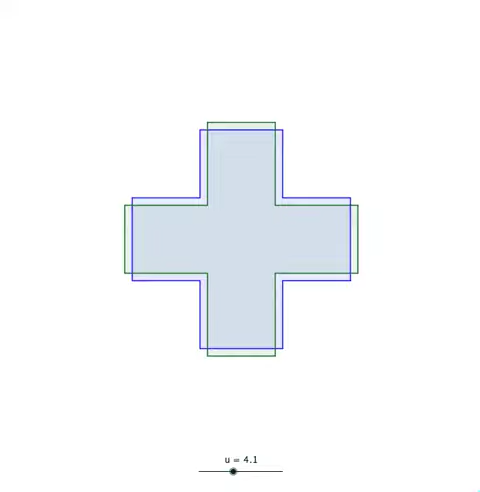 u = 4.1